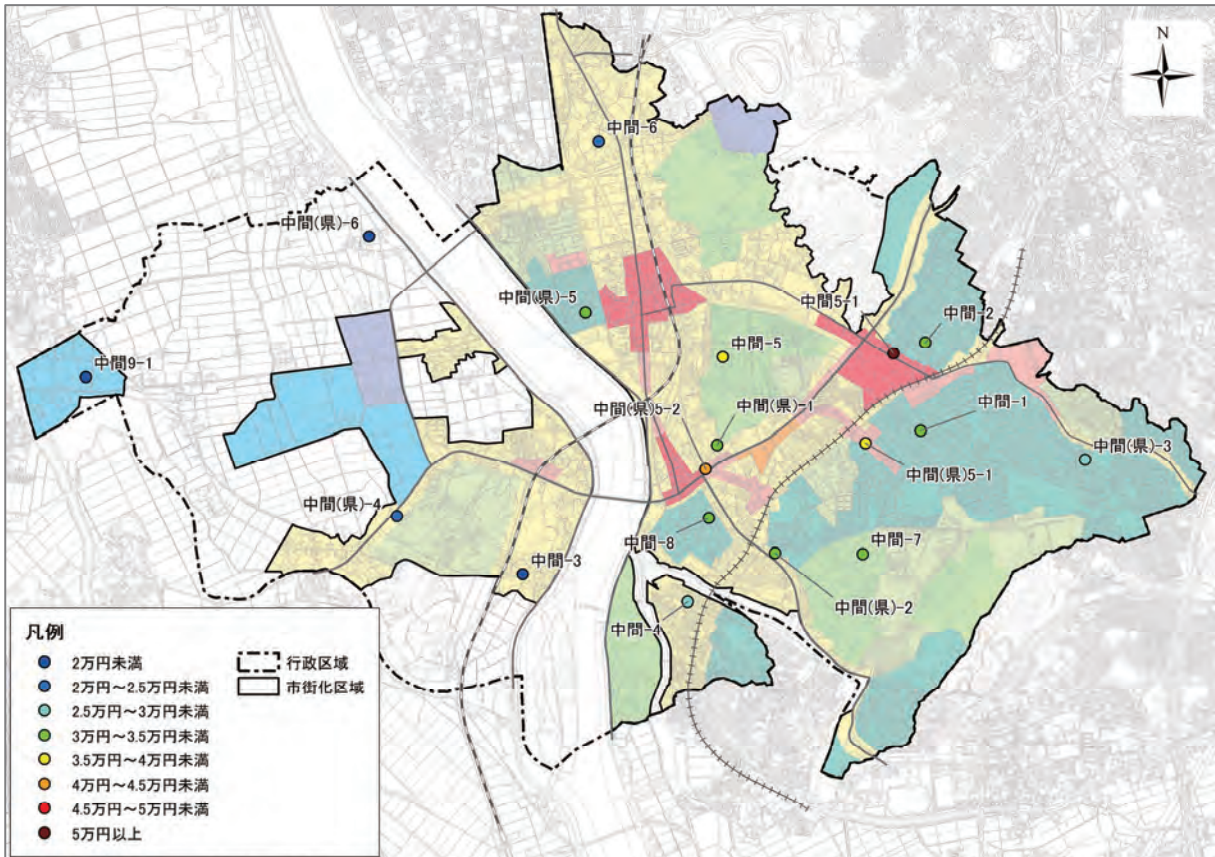 N
中間-6
中間(県)-6
中間(県)-5
中間5-1
中間-2
中間-5
中間9-1
中間(県)5-2
中間(県)-1
中間-1
中間(県)-3
中間(県)5-1
中間(県)-4
中間-8
中間-7
中間-3
中間(県)-2
中間-4
凡例
2万円未満
2万円～2.5万円未満
2.5万円～3万円未満
3万円～3.5万円未満
3.5万円～4万円未満
4万円～4.5万円未満
4.5万円～5万円未満
5万円以上
行政区域
市街化区域